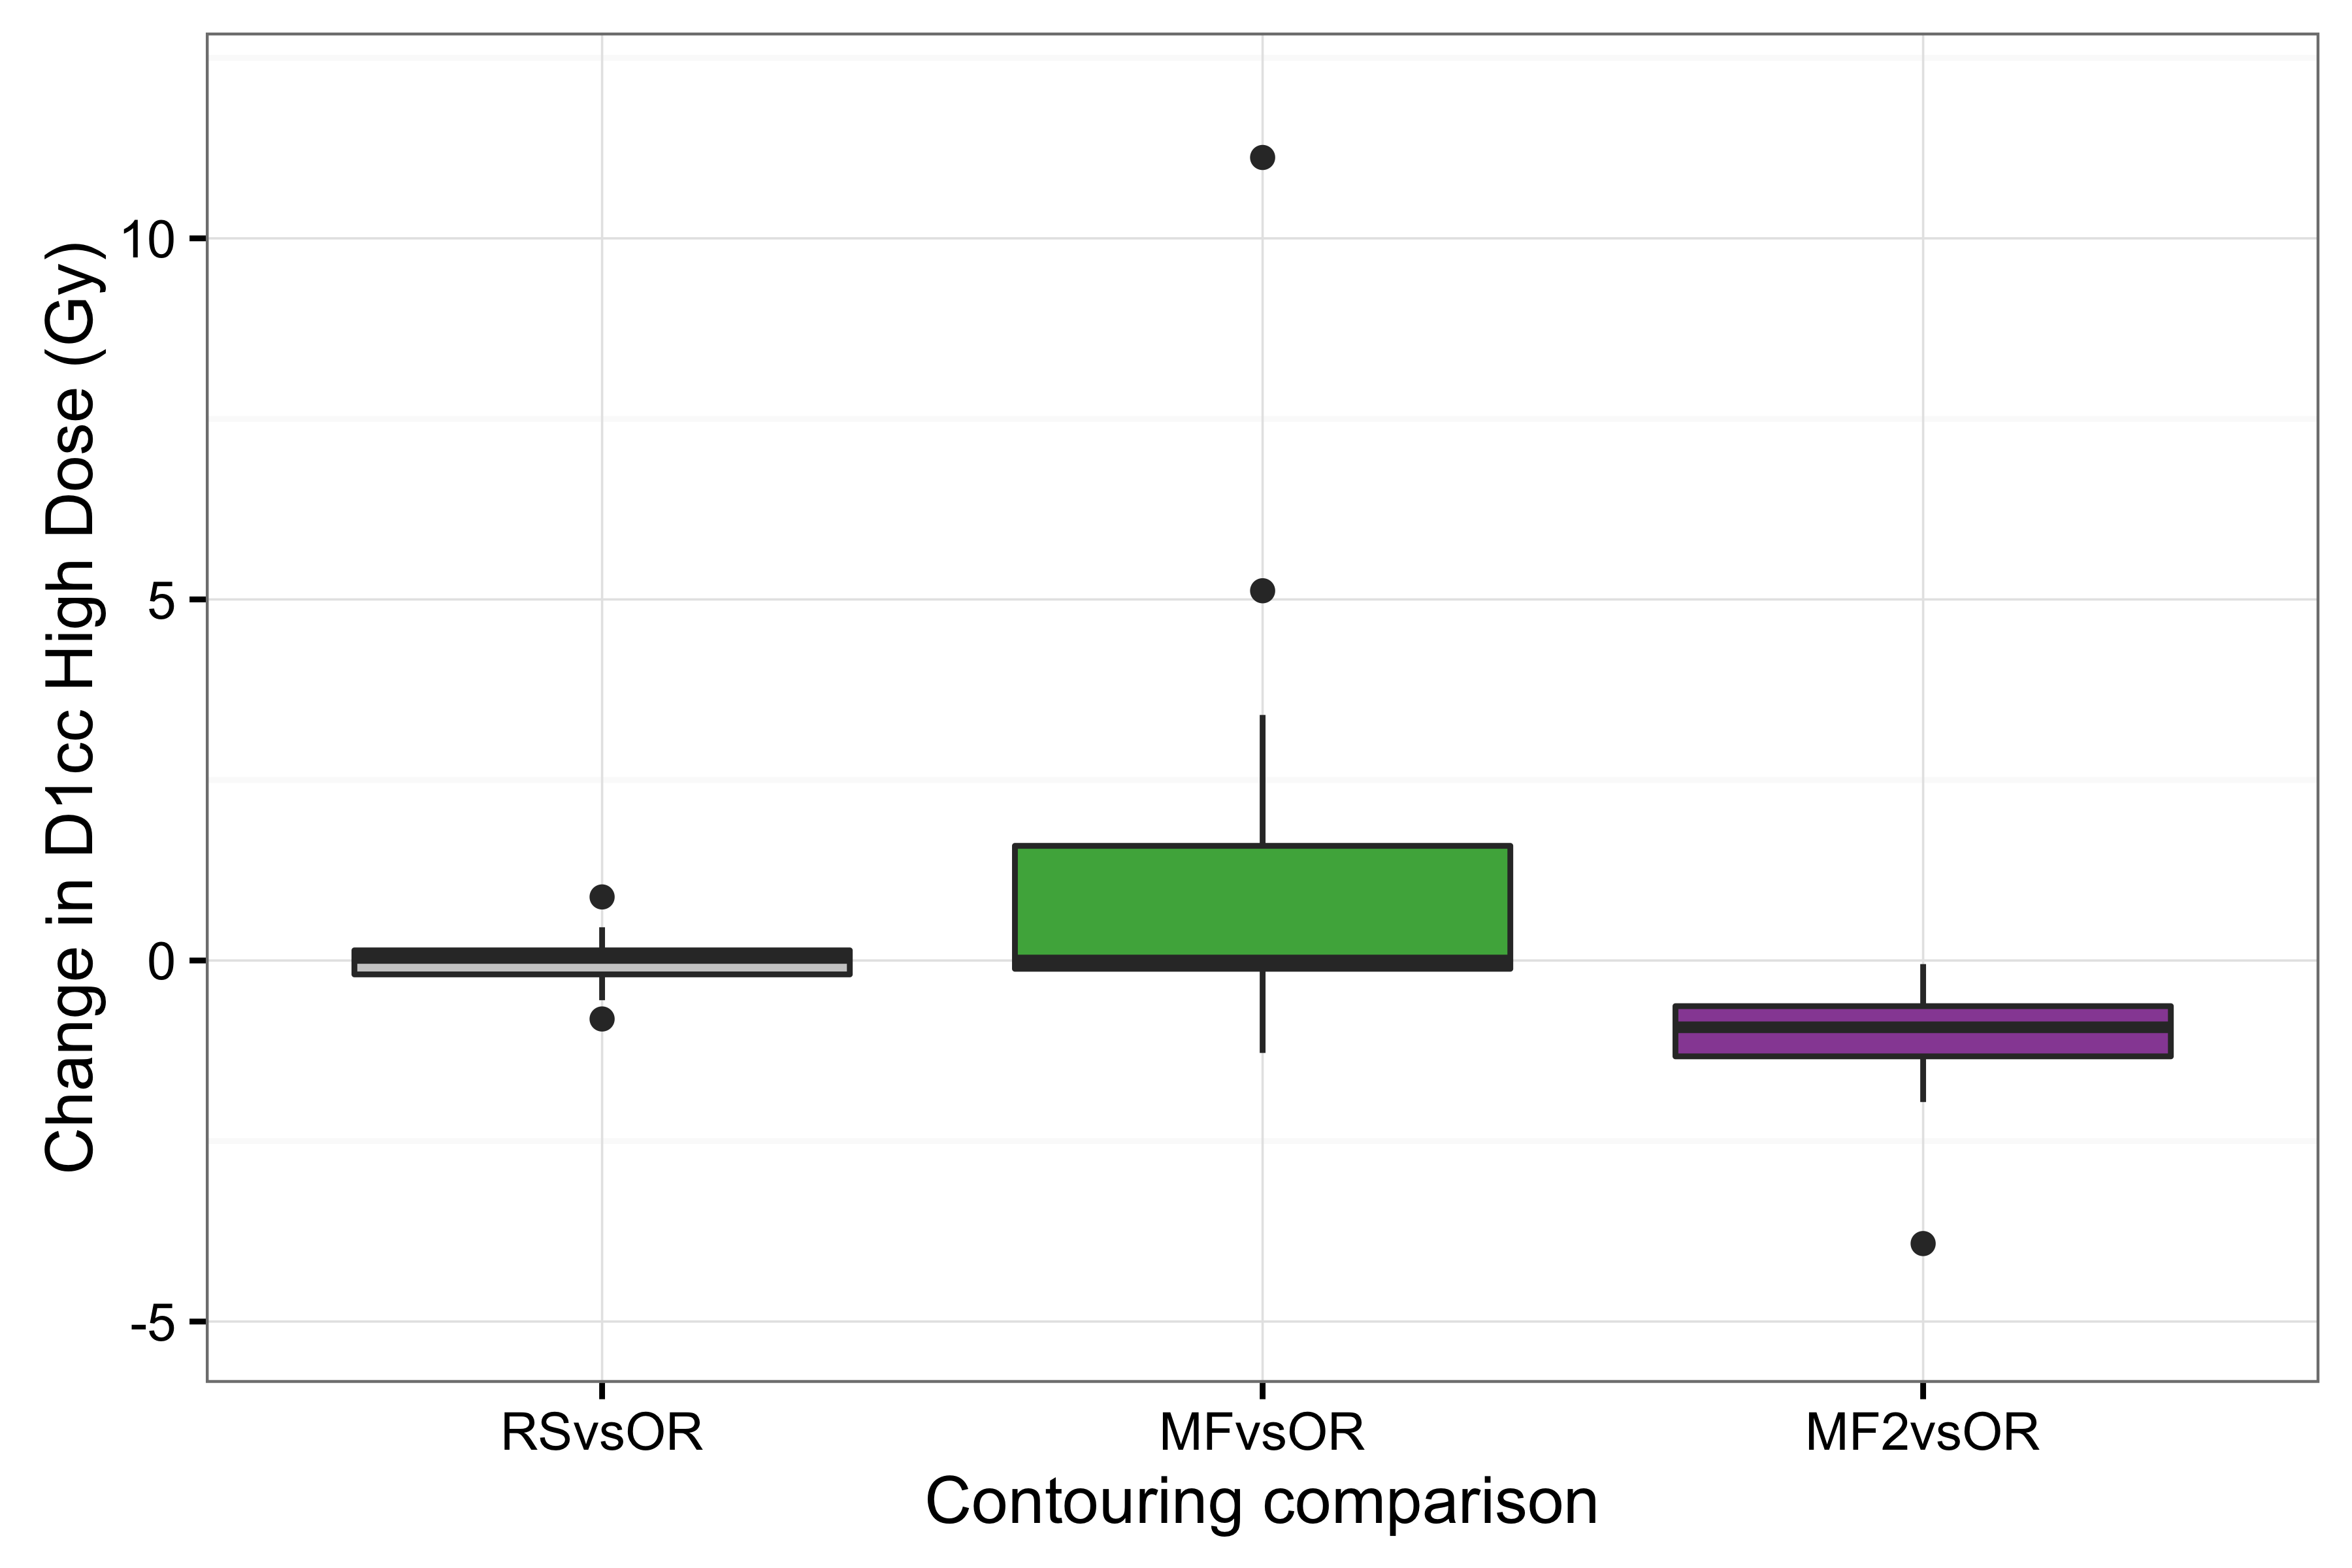 Change in D1cc High Dose (Gy)
10
5
0
-5
RSvsOR
MFvsOR
MF2vsOR
Contouring comparison